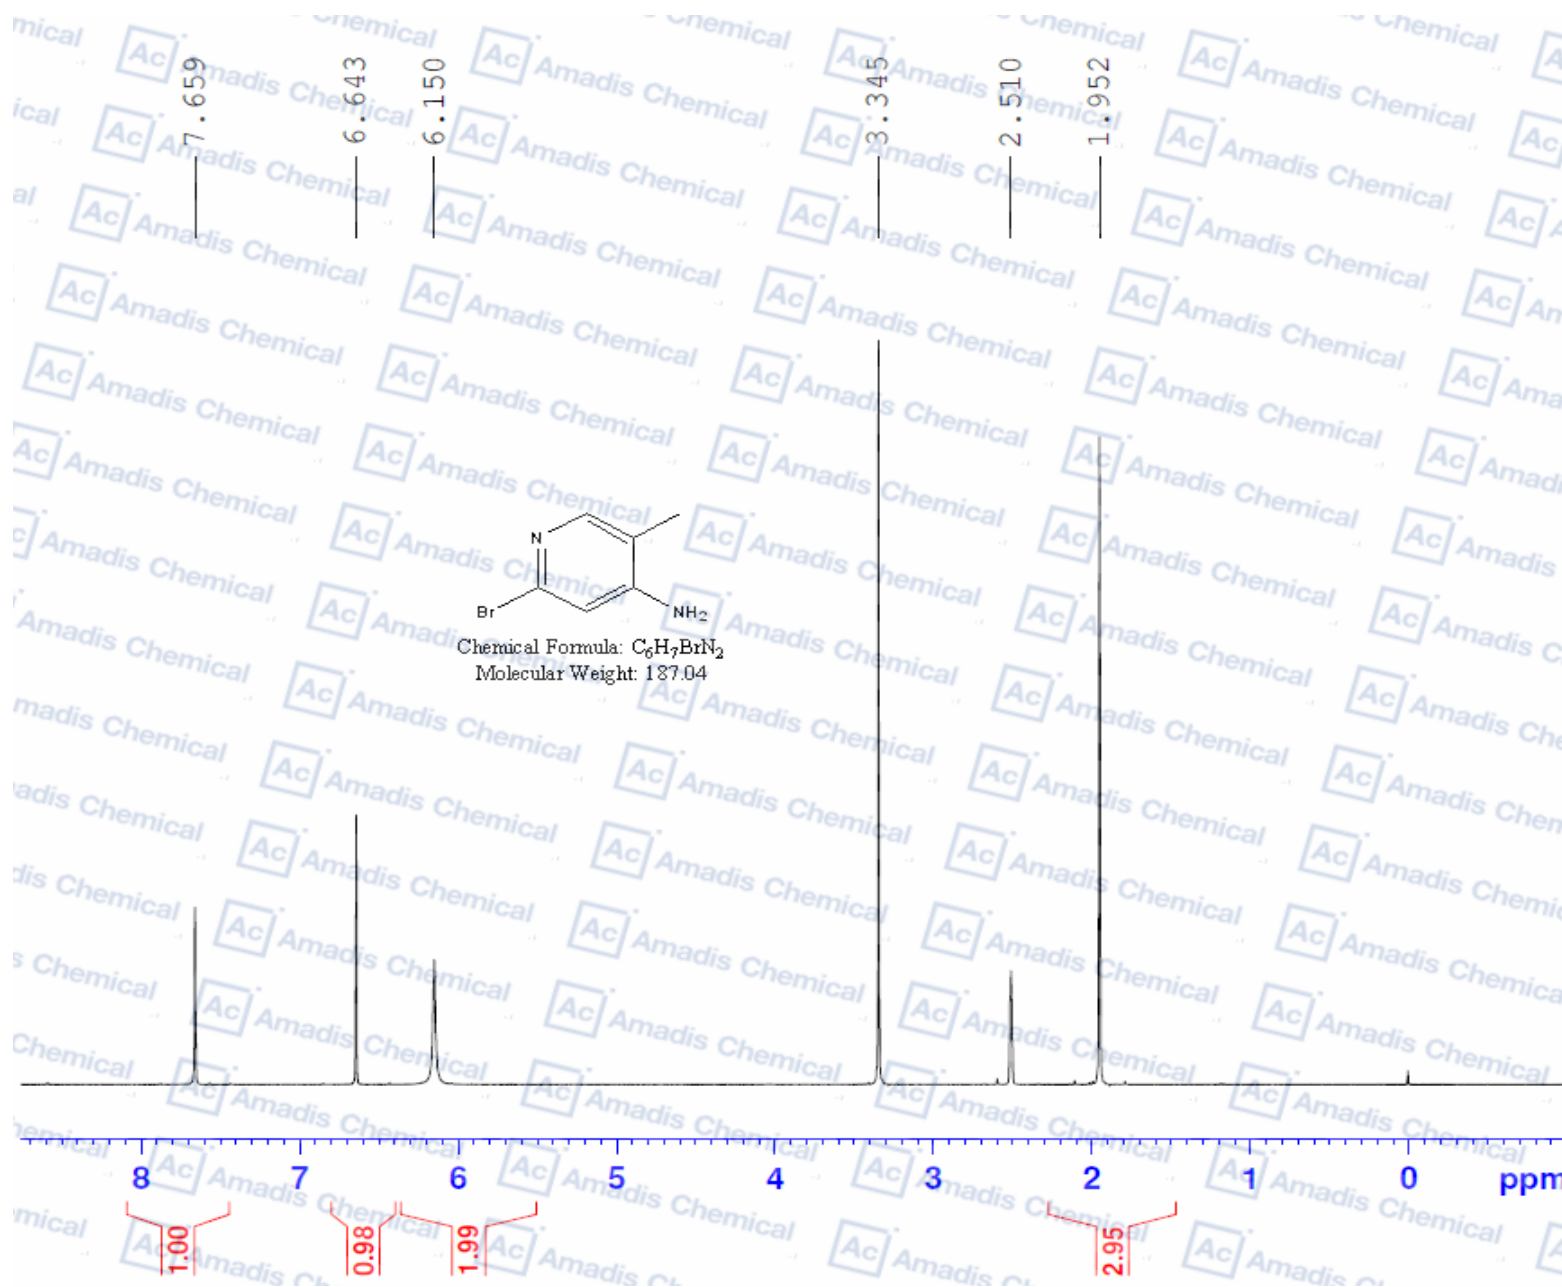 7.659
6.643
6.150
3.345
2.510
1.952
N
Br
NH2
Chemical Formula: C6H7BrN2
Molecular Weight: 187.04
8 7 6 5 4 3 2 1 0 ppm
1.00
0.98
1.99
2.95
Ac Amadis Chemical